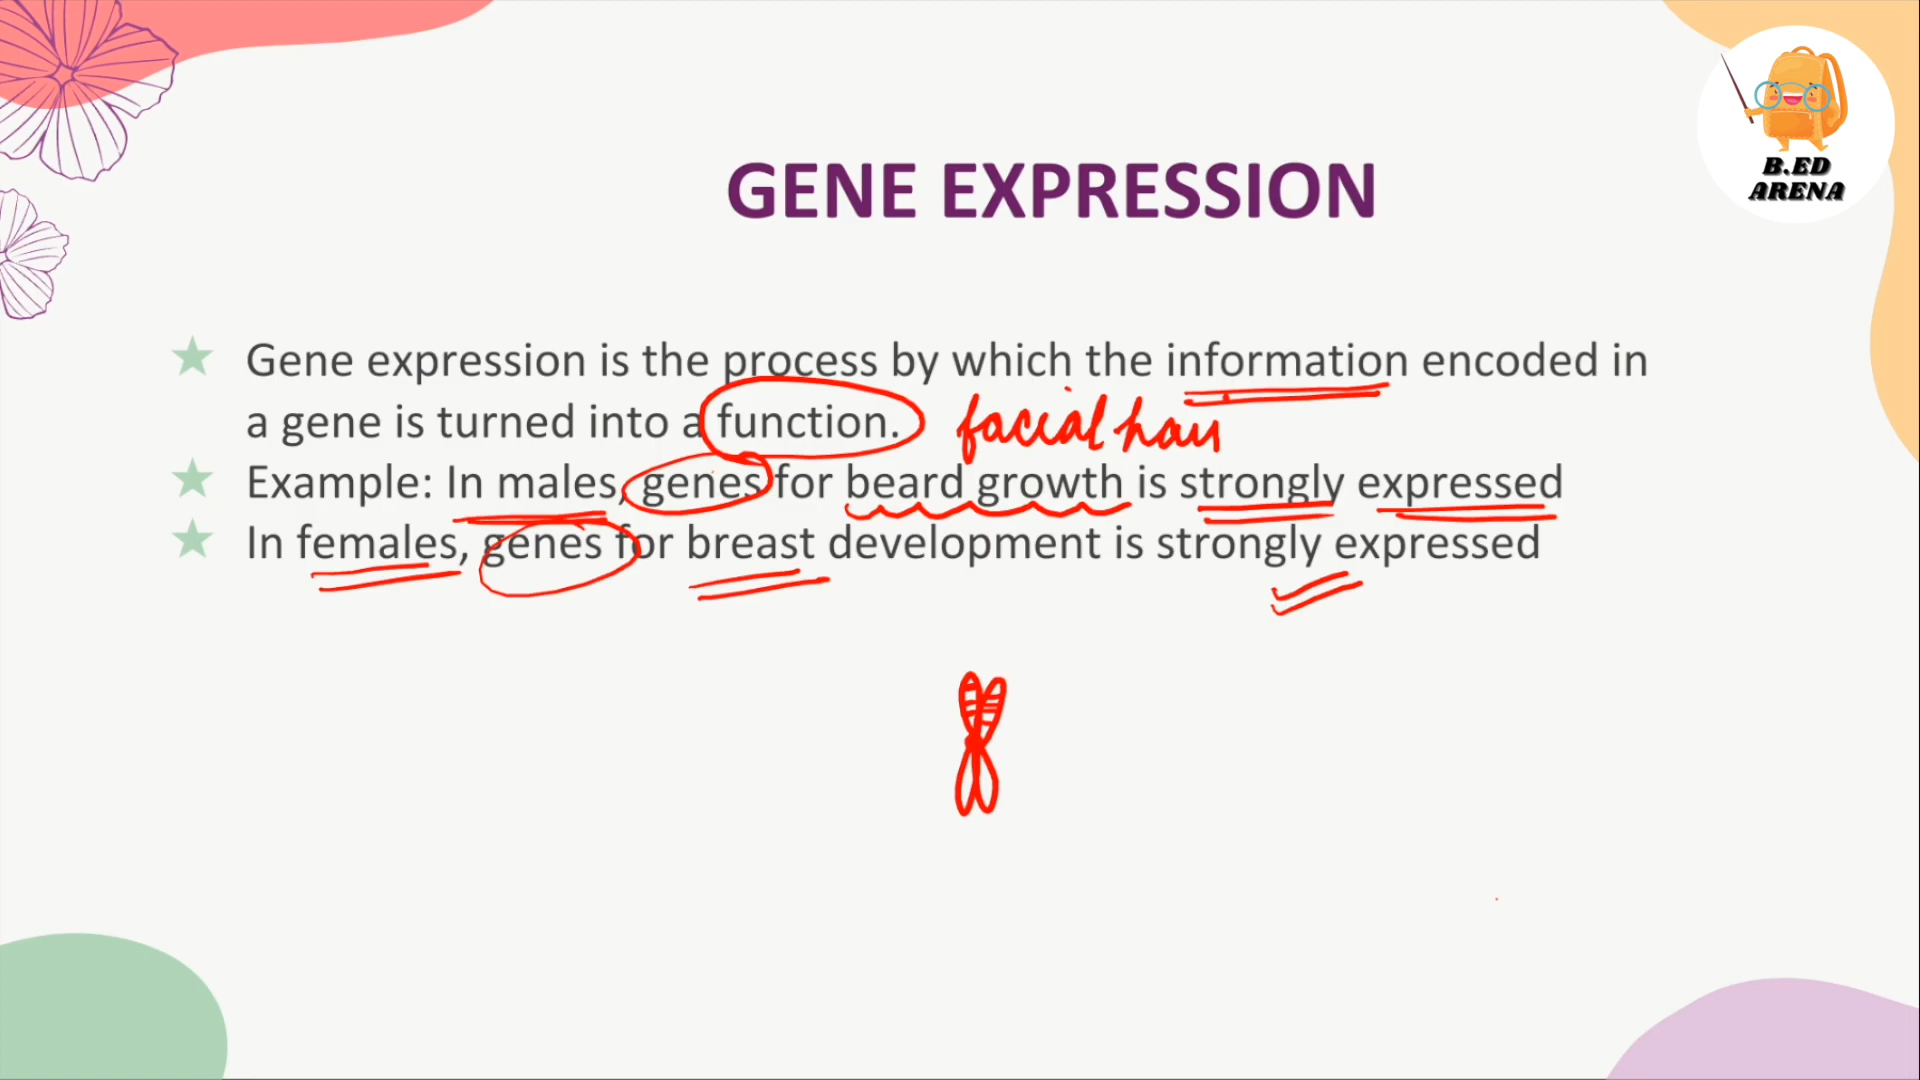 B.ED
ARENA
GENE EXPRESSION
Gene expression is the process by which the information encoded in
a gene is turned into a function. facial hair
Example: In males, genes for beard growth is strongly expressed
In females, genes for breast development is strongly expressed